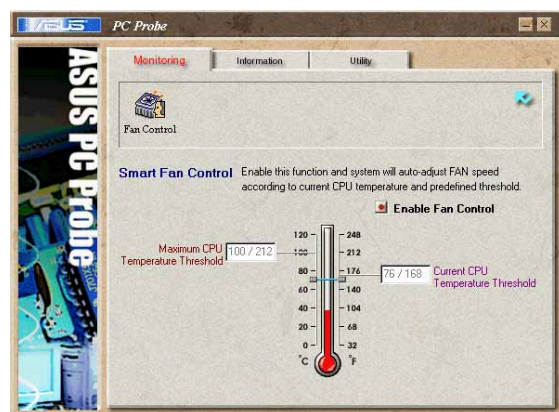 ASUS
PC Probe
ASUS PC Probe
Monitoring
Information
Utility
Fan Control
Smart Fan Control
Enable this function and system will auto-adjust FAN speed
according to current CPU temperature and predefined threshold.
Enable Fan Control
Maximum CPU
Temperature Threshold
100 / 212
76 / 168
Current CPU
Temperature Threshold
120 248
100 212
80 176
60 140
40 104
20 68
0 32
°C °F